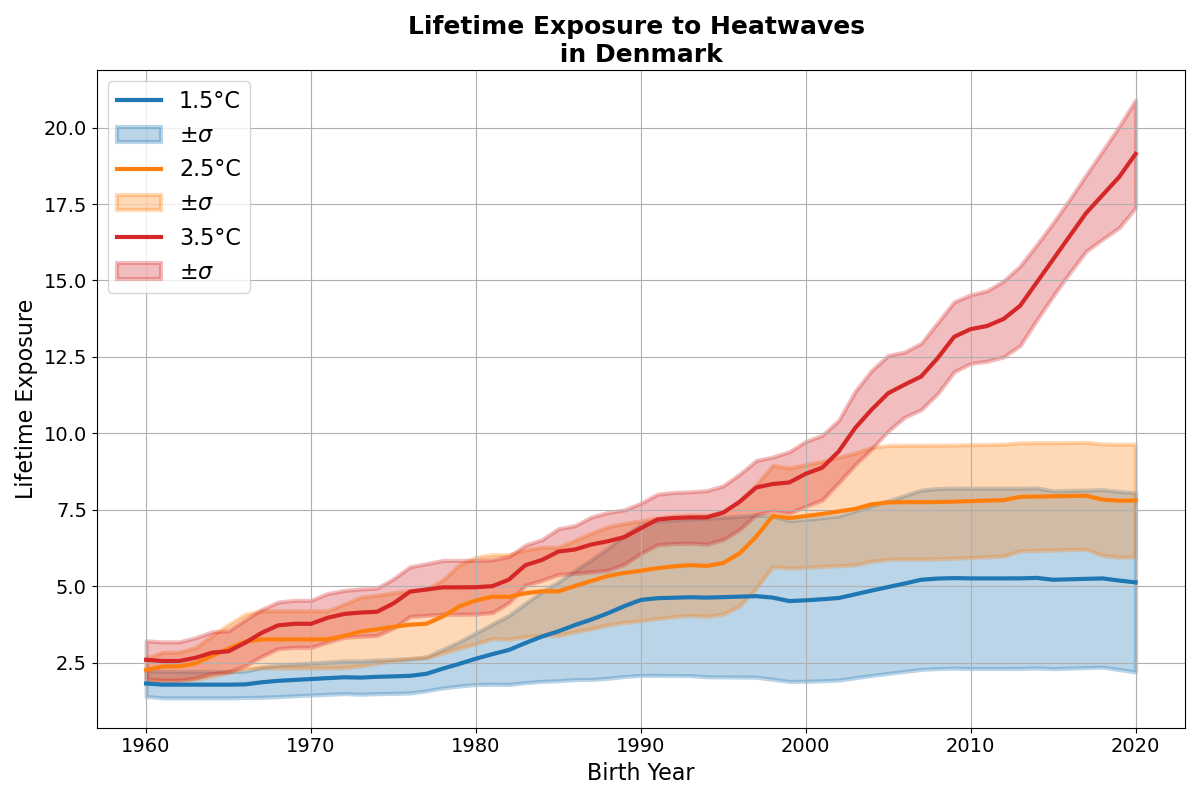 Lifetime Exposure to Heatwaves
in Denmark
1.5°C
±σ
2.5°C
±σ
3.5°C
±σ
Lifetime Exposure
20.0
17.5
15.0
12.5
10.0
7.5
5.0
2.5
1960 1970 1980 1990 2000 2010 2020
Birth Year